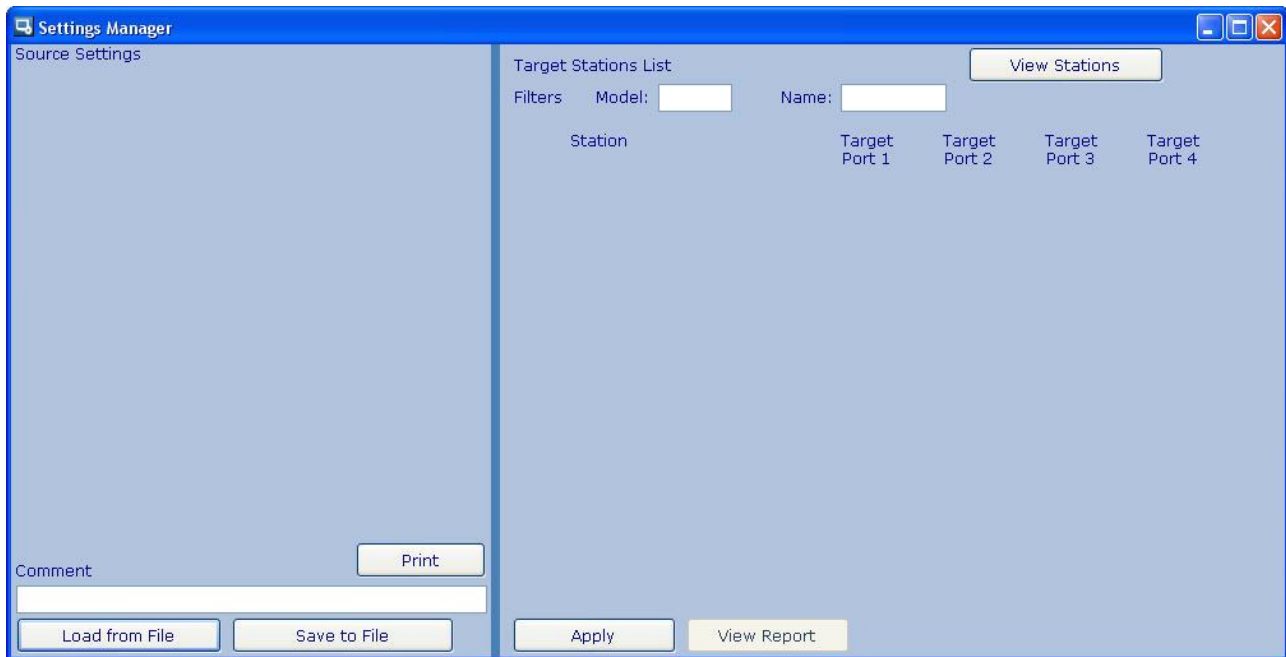 Settings Manager
Source Settings
Print
Comment
Load from File Save to File
Target Stations List View Stations
Filters Model: Name:
Station Target Port 1 Target Port 2 Target Port 3 Target Port 4
Apply View Report